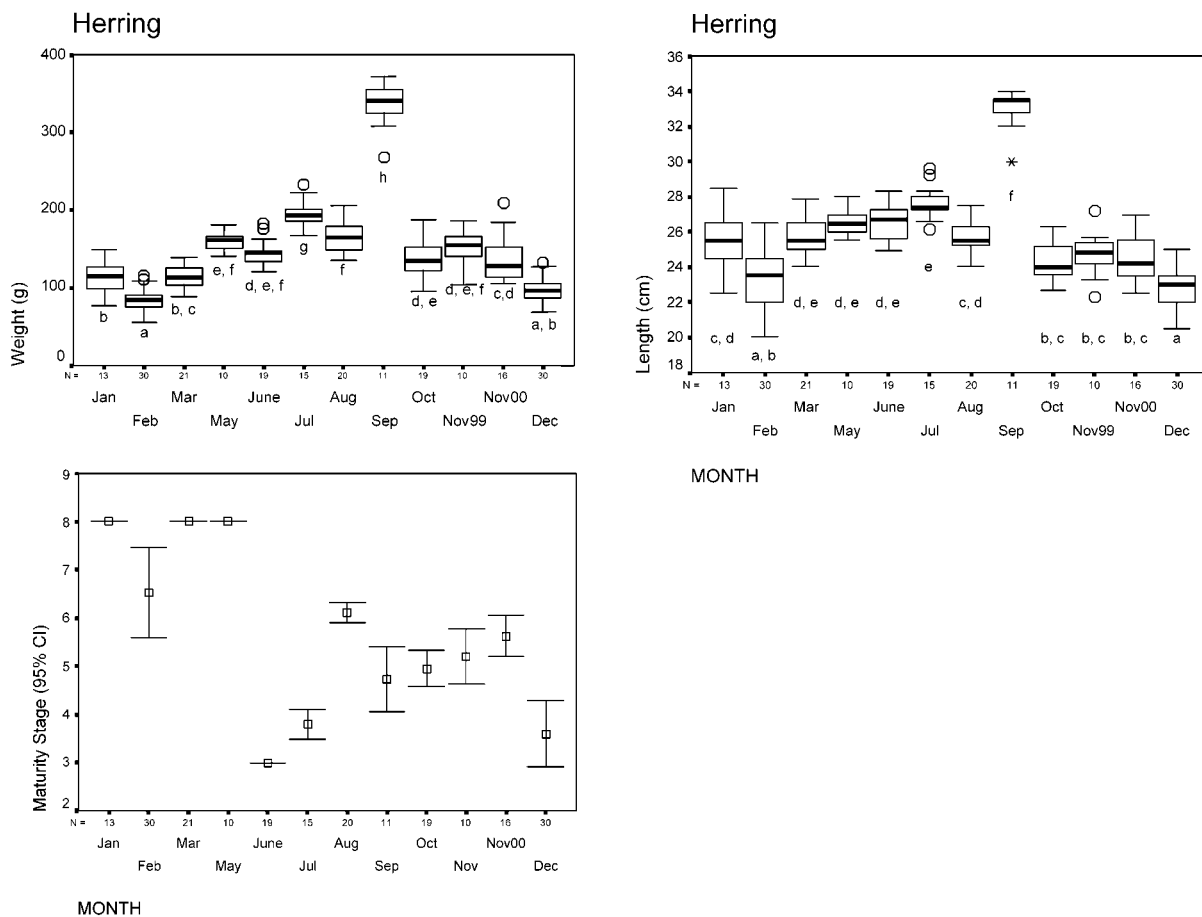 Herring
400
300
200
100
0
Weight (g)
b
a
b, c
e, f
d, e, f
g
f
h
d, e
d, e, f
c,d
a, b
N = 13 30 21 10 19 15 20 11 19 10 16 30
Jan Mar June Aug Oct Nov00
Feb May Jul Sep Nov99 Dec
Herring
36
34
32
30
28
26
24
22
20
18
Length (cm)
c, d
a, b
d, e
d, e
d, e
e
c, d
f
b, c
b, c
b, c
a
N = 13 30 21 10 19 15 20 11 19 10 16 30
Jan Mar June Aug Oct Nov00
Feb May Jul Sep Nov99 Dec
MONTH
9
8
7
6
5
4
3
2
Maturity Stage (95% CI)
N = 13 30 21 10 19 15 20 11 19 10 16 30
Jan Mar June Aug Oct Nov00
Feb May Jul Sep Nov Dec
MONTH